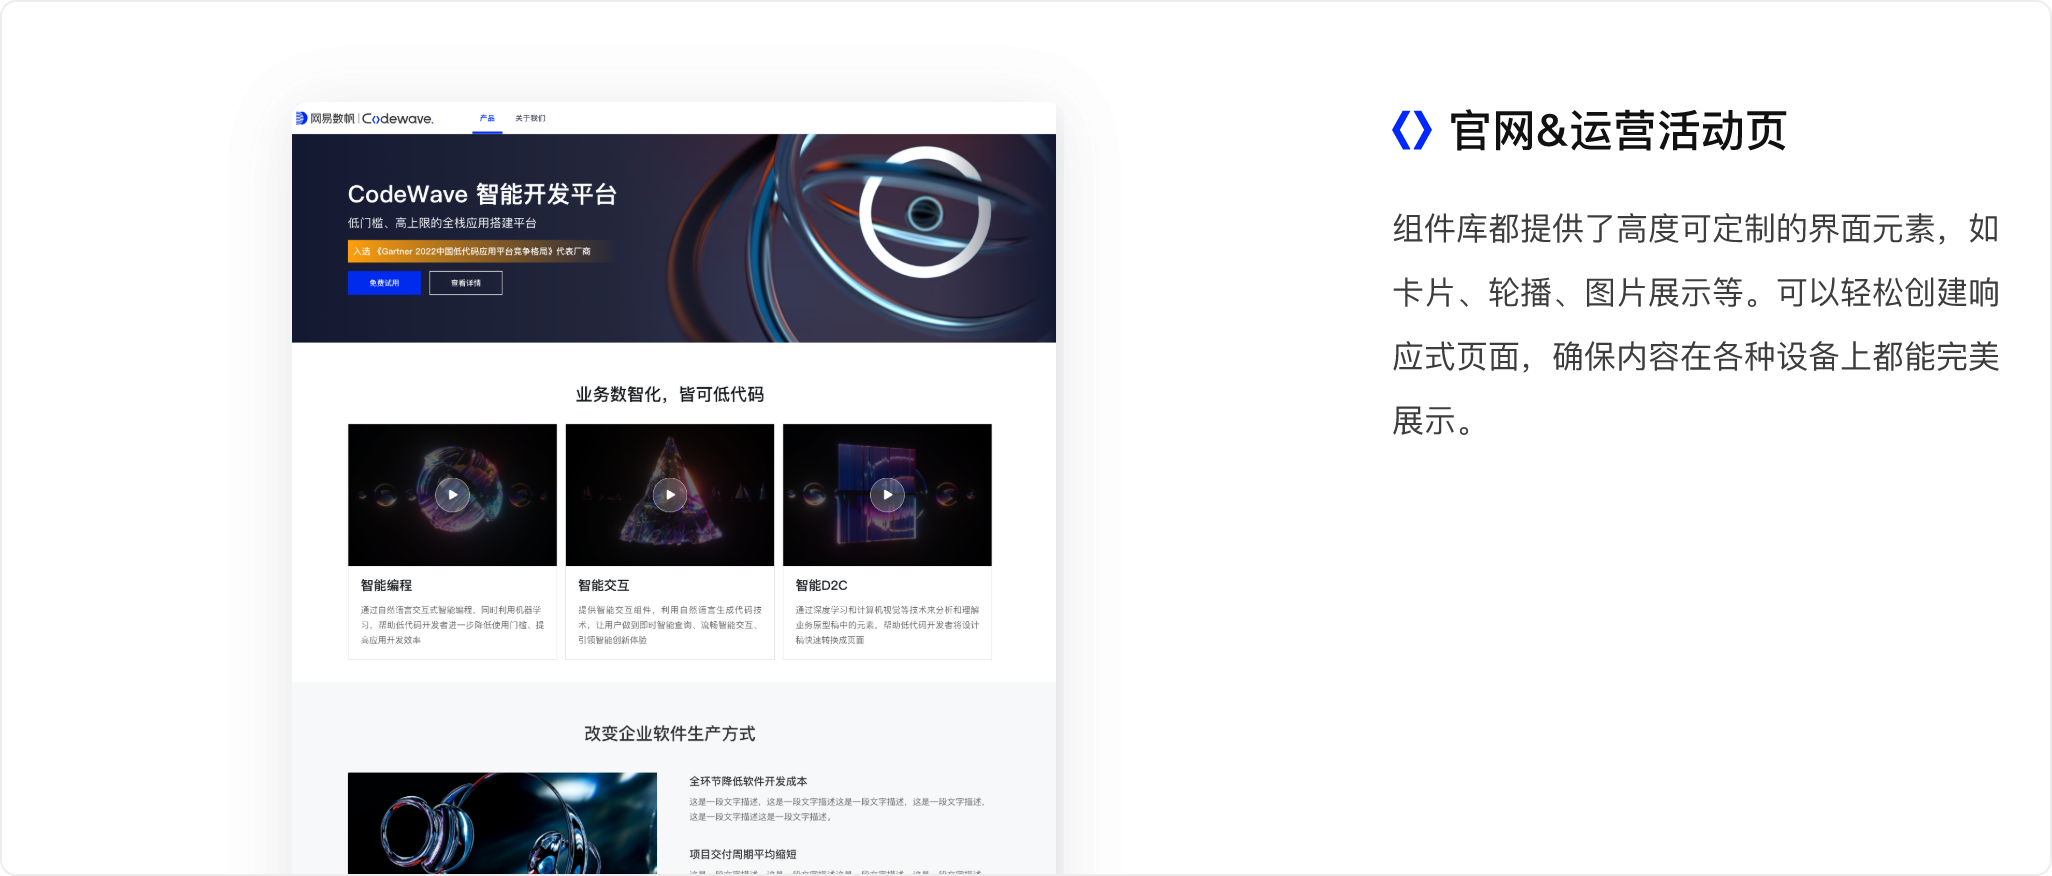 网易数帆 | Codewave.
产品 关于我们
CodeWave 智能开发平台
低门槛、高上限的全栈应用搭建平台
入选 《Gartner 2022中国低代码应用平台竞争格局》代表厂商
免费试用 查看详情
业务数智化，皆可低代码
智能编程
通过自然语言交互式智能编程，同时利用机器学
习，帮助低代码开发者进一步降低使用门槛、提
高应用开发效率
智能交互
提供智能交互组件，利用自然语言生成代码技
术，让用户做到即时智能查询、流畅智能交互、
引领智能创新体验
智能D2C
通过深度学习和计算机视觉等技术来分析和理解
业务原型稿中的元素，帮助低代码开发者将设计
稿快速转换成页面
改变企业软件生产方式
全环节降低软件开发成本
这是一段文字描述，这是一段文字描述这是一段文字描述，这是一段文字描述，
这是一段文字描述这是一段文字描述。
项目交付周期平均缩短
官网&运营活动页
组件库都提供了高度可定制的界面元素，如
卡片、轮播、图片展示等。可以轻松创建响
应式页面，确保内容在各种设备上都能完美
展示。